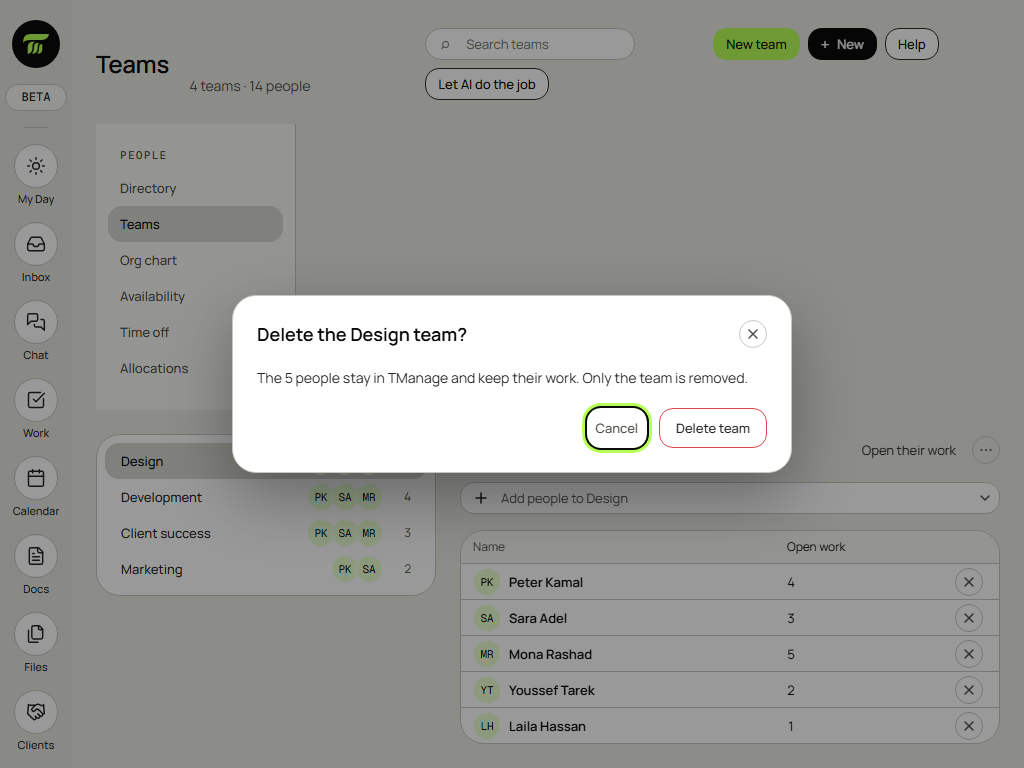 Teams
4 teams · 14 people
Search teams
New team
+ New
Help
Let AI do the job
BETA
My Day
Inbox
Chat
Work
Calendar
Docs
Files
Clients
PEOPLE
Directory
Teams
Org chart
Availability
Time off
Allocations
Delete the Design team?
The 5 people stay in TManage and keep their work. Only the team is removed.
Cancel
Delete team
Design
Development PK SA MR 4
Client success PK SA MR 3
Marketing PK SA 2
Open their work
Add people to Design
Name Open work
PK Peter Kamal 4
SA Sara Adel 3
MR Mona Rashad 5
YT Youssef Tarek 2
LH Laila Hassan 1